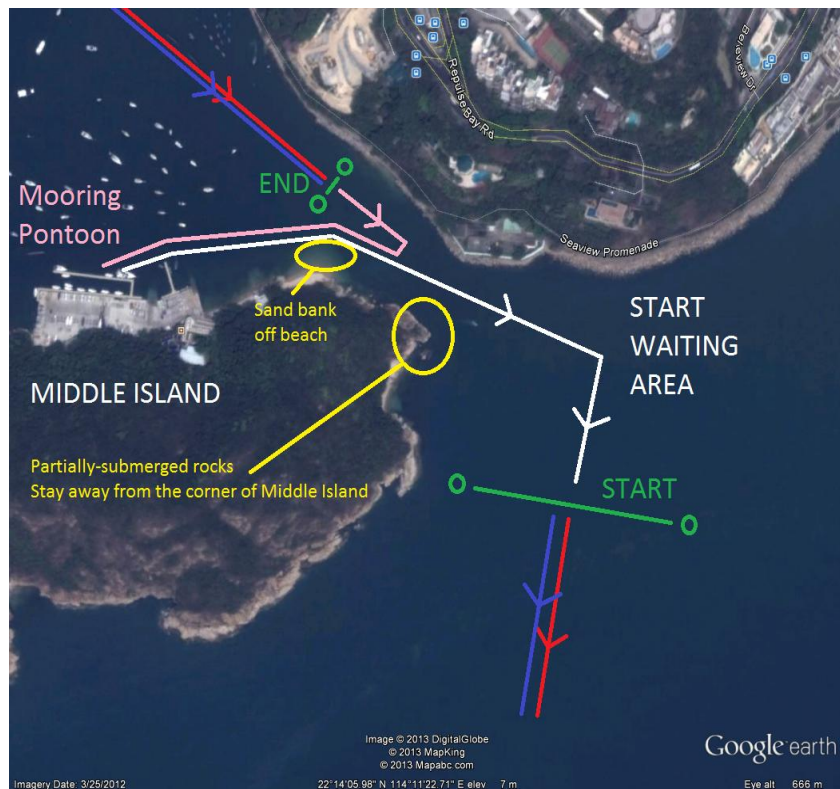 Repulse Bay Rd
Belleview Dr
END
Mooring
Pontoon
Seaview Promenade
Sand bank
off beach
START
WAITING
AREA
MIDDLE ISLAND
Partially-submerged rocks
Stay away from the corner of Middle Island
START
Image © 2013 DigitalGlobe
© 2013 MapKing
© 2013 Mapabc.com
Google earth
Imagery Date: 3/25/2012
22°14'05.98" N 114°11'22.71" E elev 7 m
Eye alt 666 m